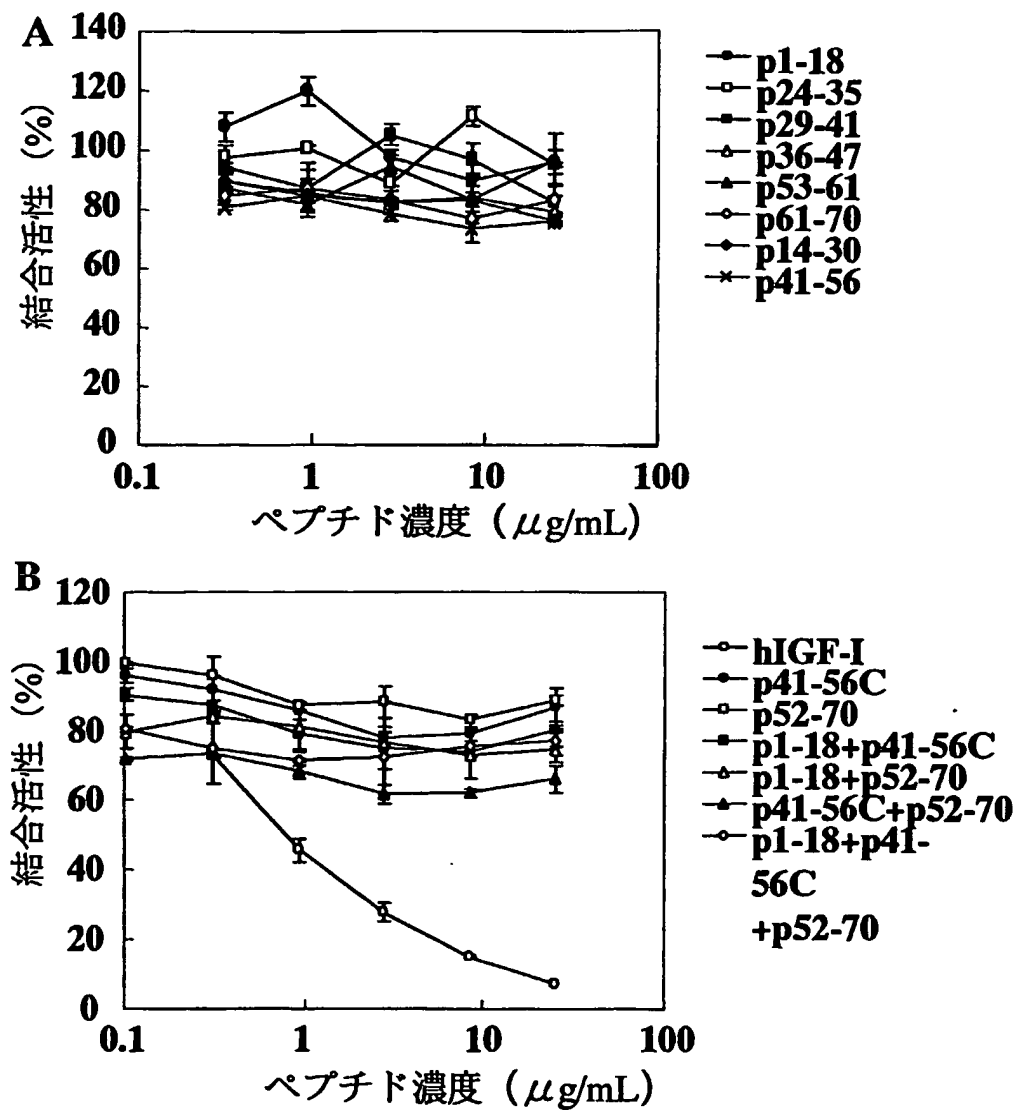 A
140
120
100
80
60
40
20
0
結合活性 (%)
0.1 1 10 100
ペプチド濃度 (μg/mL)
p1-18
p24-35
p29-41
p36-47
p53-61
p61-70
p14-30
p41-56
B
120
100
80
60
40
20
0
結合活性 (%)
0.1 1 10 100
ペプチド濃度 (μg/mL)
hIGF-I
p41-56C
p52-70
p1-18+p41-56C
p1-18+p52-70
p41-56C+p52-70
p1-18+p41-
56C
+p52-70